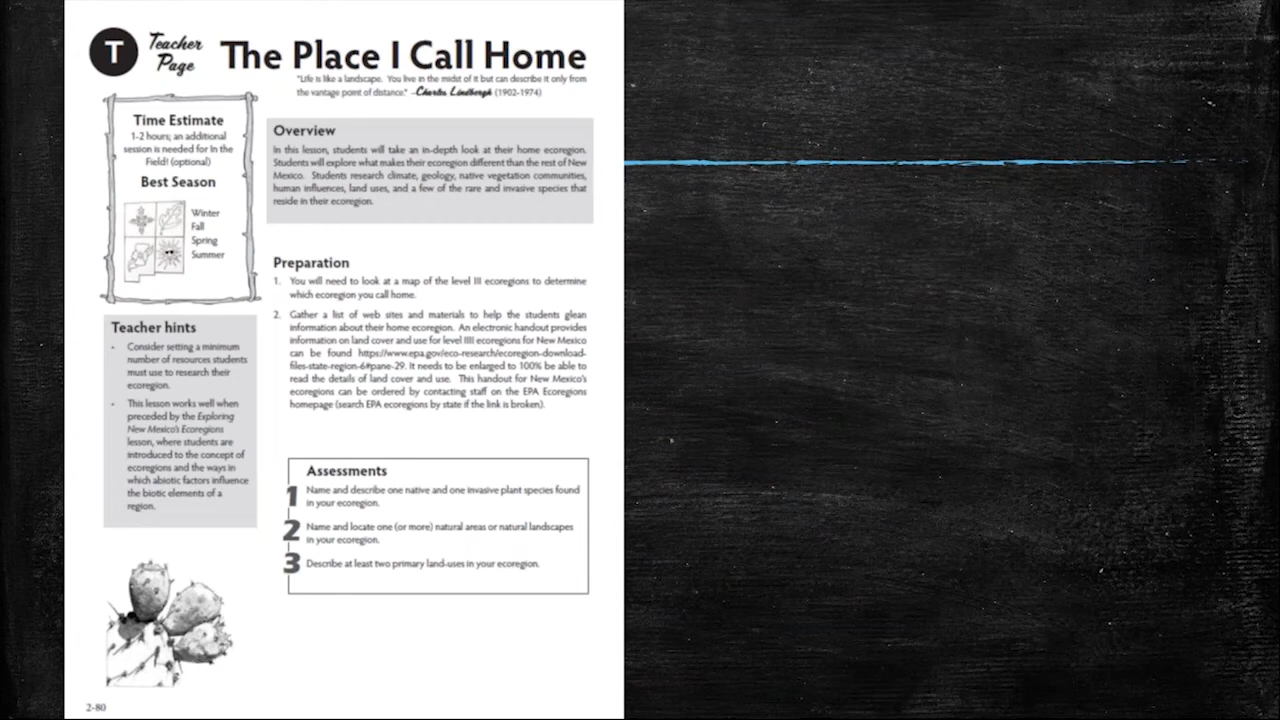 T
Teacher
Page
The Place I Call Home
"Life is like a landscape. You live in the midst of it but can describe it only from
the vantage point of distance." –Charles Lindbergh (1902-1974)
Time Estimate
1-2 hours; an additional
session is needed for In the
Field! (optional)
Best Season
Winter
Fall
Spring
Summer
Overview
In this lesson, students will take an in-depth look at their home ecoregion.
Students will explore what makes their ecoregion different than the rest of New
Mexico. Students research climate, geology, native vegetation communities,
human influences, land uses, and a few of the rare and invasive species that
reside in their ecoregion.
Preparation
1. You will need to look at a map of the level III ecoregions to determine
which ecoregion you call home.
2. Gather a list of web sites and materials to help the students glean
information about their home ecoregion. An electronic handout provides
information on land cover and use for level IIII ecoregions for New Mexico
can be found https://www.epa.gov/eco-research/ecoregion-download-
files-state-region-6#pane-29. It needs to be enlarged to 100% be able to
read the details of land cover and use. This handout for New Mexico's
ecoregions can be ordered by contacting staff on the EPA Ecoregions
homepage (search EPA ecoregions by state if the link is broken).
Teacher hints
- Consider setting a minimum
number of resources students
must use to research their
ecoregion.
- This lesson works well when
preceded by the Exploring
New Mexico's Ecoregions
lesson, where students are
introduced to the concept of
ecoregions and the ways in
which abiotic factors influence
the biotic elements of a
region.
Assessments
1 Name and describe one native and one invasive plant species found
in your ecoregion.
2 Name and locate one (or more) natural areas or natural landscapes
in your ecoregion.
3 Describe at least two primary land-uses in your ecoregion.
2-80